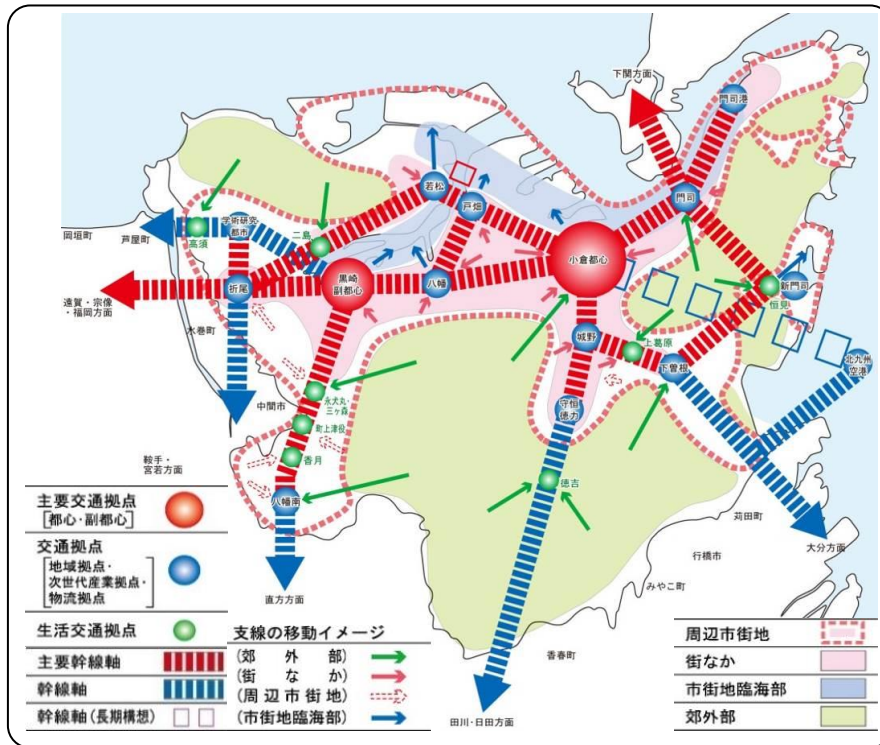 下関方面
門司港
若松
戸畑
門司
学術研究
都市
二島
岡垣町
芦屋町
高須
小倉都心
黒崎
副都心
八幡
折尾
新門司
恒見
遠賀・宗像
・福岡方面
水巻町
城野
上葛原
下曽根
北九州
空港
中間市
永犬丸・
三ヶ森
守恒
徳力
町上津役
鞍手・
宮若方面
香月
八幡南
徳吉
苅田町
大分方面
行橋市
みやこ町
直方方面
香春町
田川・日田方面
主要交通拠点
[都心・副都心]
交通拠点
[地域拠点・
次世代産業拠点・
物流拠点]
生活交通拠点
主要幹線軸
幹線軸
幹線軸(長期構想)
支線の移動イメージ
(郊外部)
(街なか)
(周辺市街地)
(市街地臨海部)
周辺市街地
街なか
市街地臨海部
郊外部